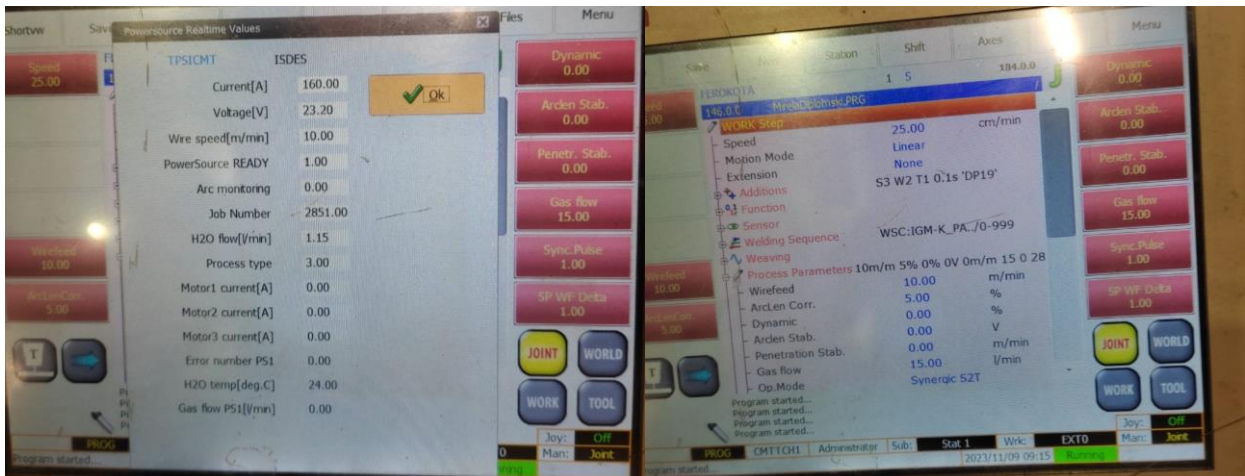 Shortvw
Files
Menu
Powersource Realtime Values
TPSICMT ISDES
Current[A] 160.00
Ok
Voltage[V] 23.20
Wire speed[m/min] 10.00
PowerSource READY 1.00
Arc monitoring 0.00
Job Number 2851.00
H2O flow[l/min] 1.15
Process type 3.00
Motor1 current[A] 0.00
Motor2 current[A] 0.00
Motor3 current[A] 0.00
Error number PS1 0.00
H2O temp[deg.C] 24.00
Gas flow PS1[l/min] 0.00
Speed
25.00
Wirefeed
10.00
ArcLenCorr.
5.00
T
Dynamic
0.00
Arclen Stab.
0.00
Penetr. Stab.
0.00
Gas flow
15.00
Sync.Pulse
1.00
SP WF Delta
1.00
JOINT WORLD
WORK TOOL
Joy: Off
Man: Joint
PROG
Program started...
Save Station Shift Axes Menu
FEROKOTA 1 5 184.0.0
146.0.C MirelaDiplomski.PRG
WORK Step
Speed 25.00 cm/min
Motion Mode Linear
Extension None
Additions
Function S3 W2 T1 0.1s 'DP19'
Sensor
Welding Sequence
Weaving WSC:IGM-K_PA../0-999
Process Parameters 10m/m 5% 0% 0V 0m/m 15 0 28
Wirefeed 10.00 m/min
ArcLen Corr. 5.00 %
Dynamic 0.00 %
Arclen Stab. 0.00 V
Penetration Stab. 0.00 m/min
Gas flow 15.00 l/min
Op.Mode Synergic S2T
Program started...
Program started...
Program started...
Program started...
Wirefeed
10.00
ArcLenCorr.
5.00
T
Dynamic
0.00
Arclen Stab.
0.00
Penetr. Stab.
0.00
Gas flow
15.00
Sync.Pulse
1.00
SP WF Delta
1.00
JOINT WORLD
WORK TOOL
Joy: Off
PROG CMTTCH1 Administrator Sub: Stat 1 Wrk: EXT0 Man: Joint
Program started... 2023/11/09 09:15 Running